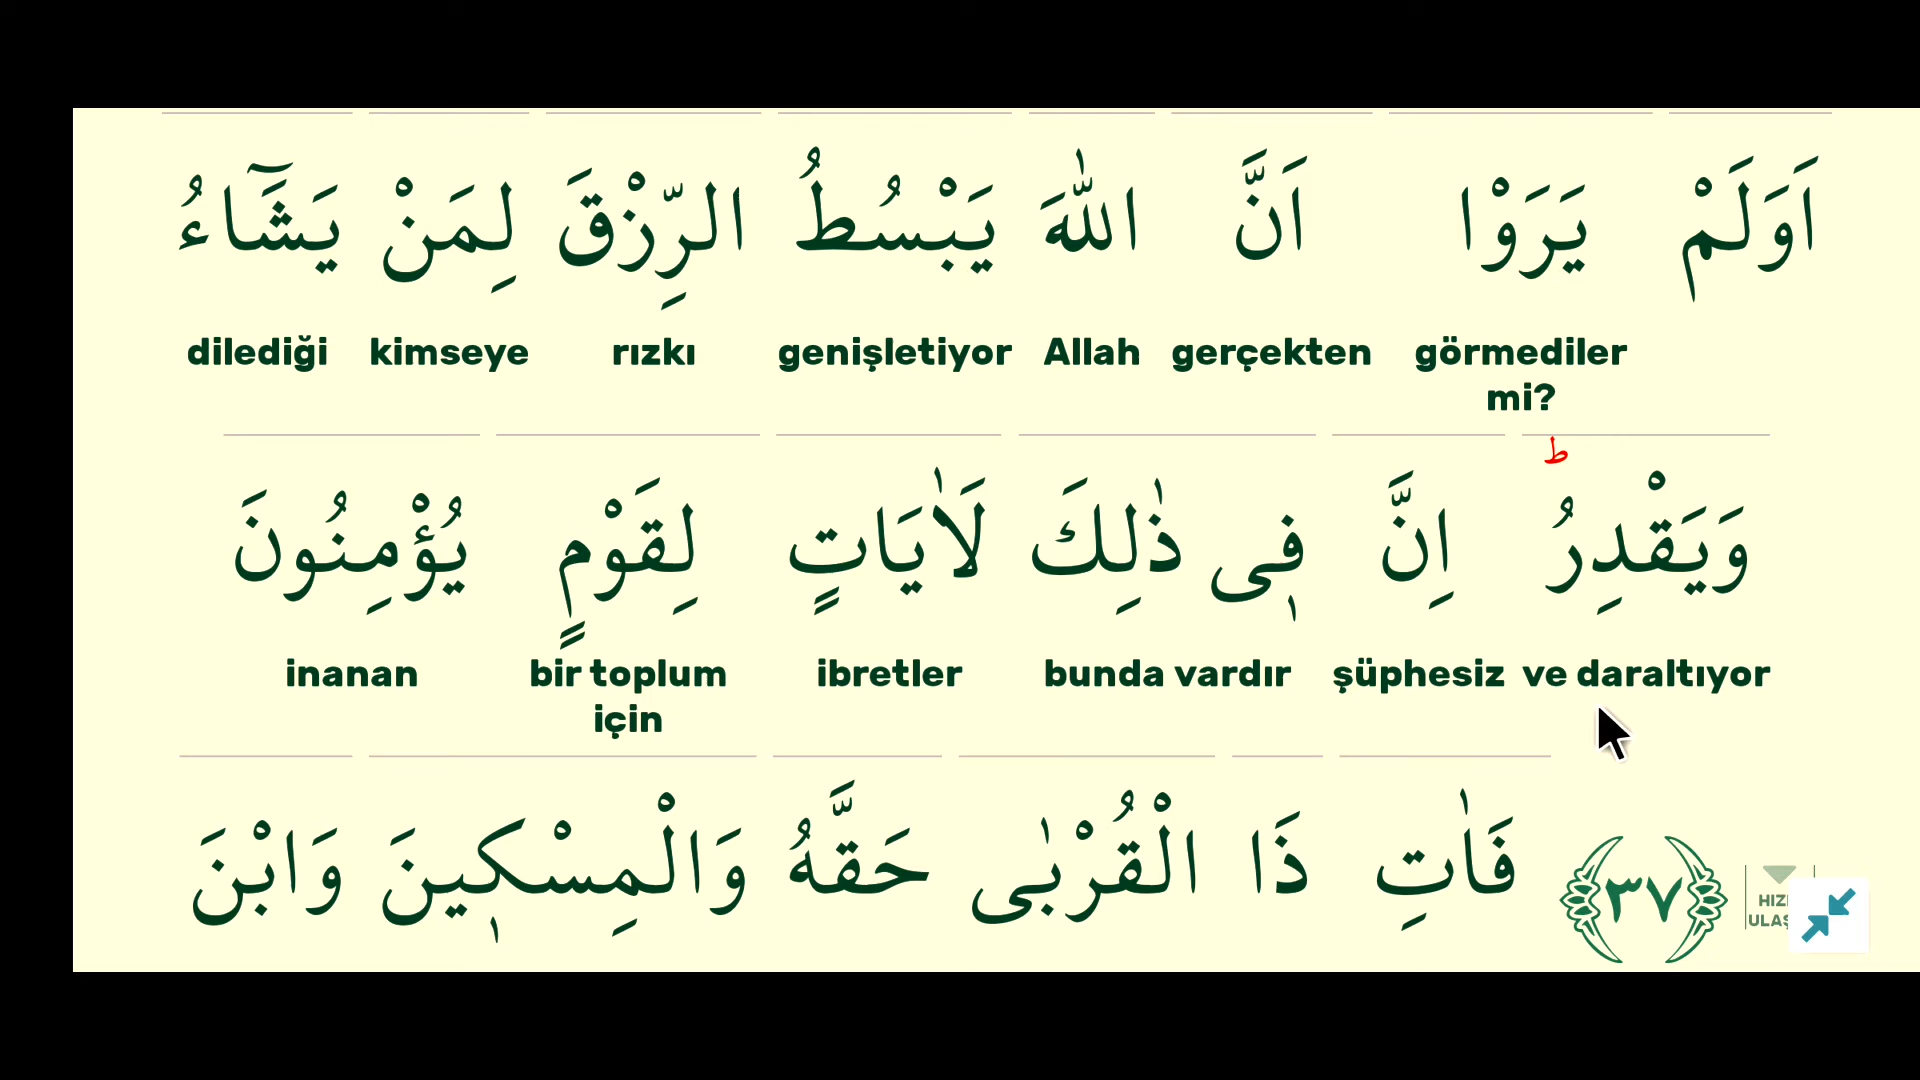 اَوَلَمْ يَرَوْا اَنَّ اللّٰهَ يَبْسُطُ الرِّزْقَ لِمَنْ يَشَٓاءُ
görmediler gerçekten Allah genişletiyor rızkı kimseye dilediği
mi?
ط
وَيَقْدِرُ اِنَّ ف۪ى ذٰلِكَ لَاٰيَاتٍ لِقَوْمٍ يُؤْمِنُونَ
ve daraltıyor şüphesiz bunda vardır ibretler bir toplum inanan
için
٣٧ فَاٰتِ ذَا الْقُرْبٰى حَقَّهُ وَالْمِسْك۪ينَ وَابْنَ